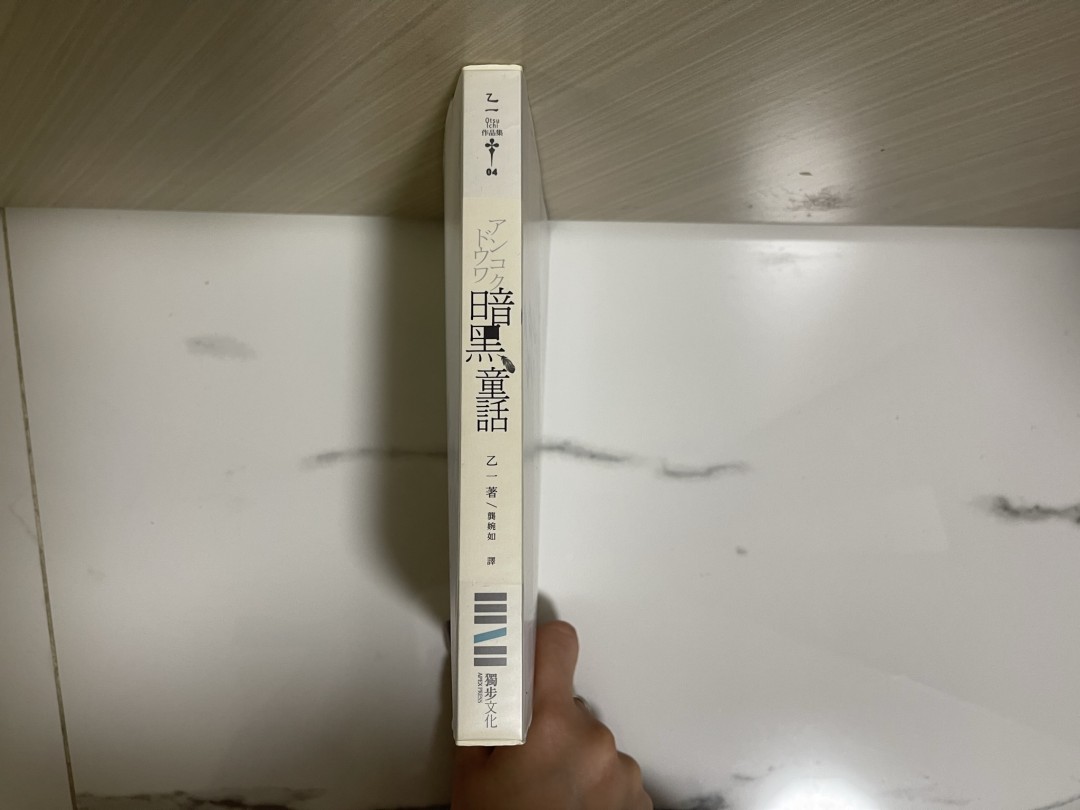 乙一
Otsu
Ichi
作品集
04
アンコク
ドウワ
暗黑童話
乙一 著/龔婉如 譯
獨步文化
APEX PRESS